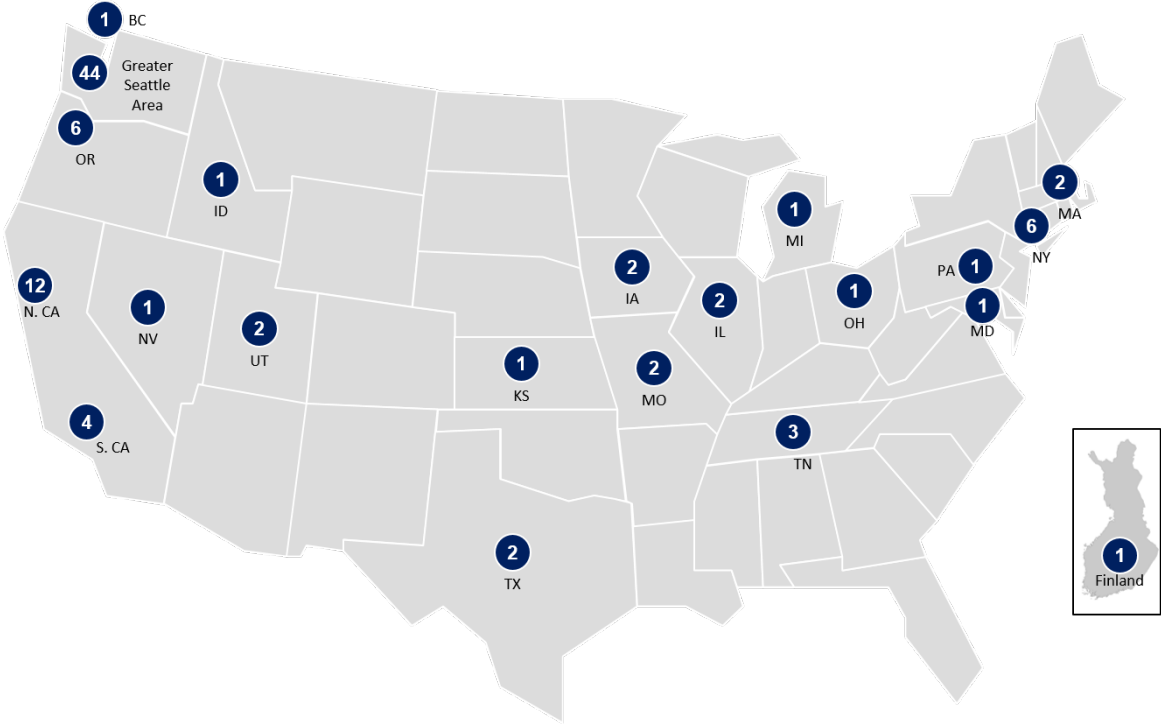 1 BC
44
Greater
Seattle
Area
6
OR
1
ID
12
N. CA
1
NV
2
UT
4
S. CA
1
KS
2
TX
2
IA
2
MO
2
IL
1
MI
1
OH
3
TN
2
MA
6
NY
PA 1
1
MD
1
Finland